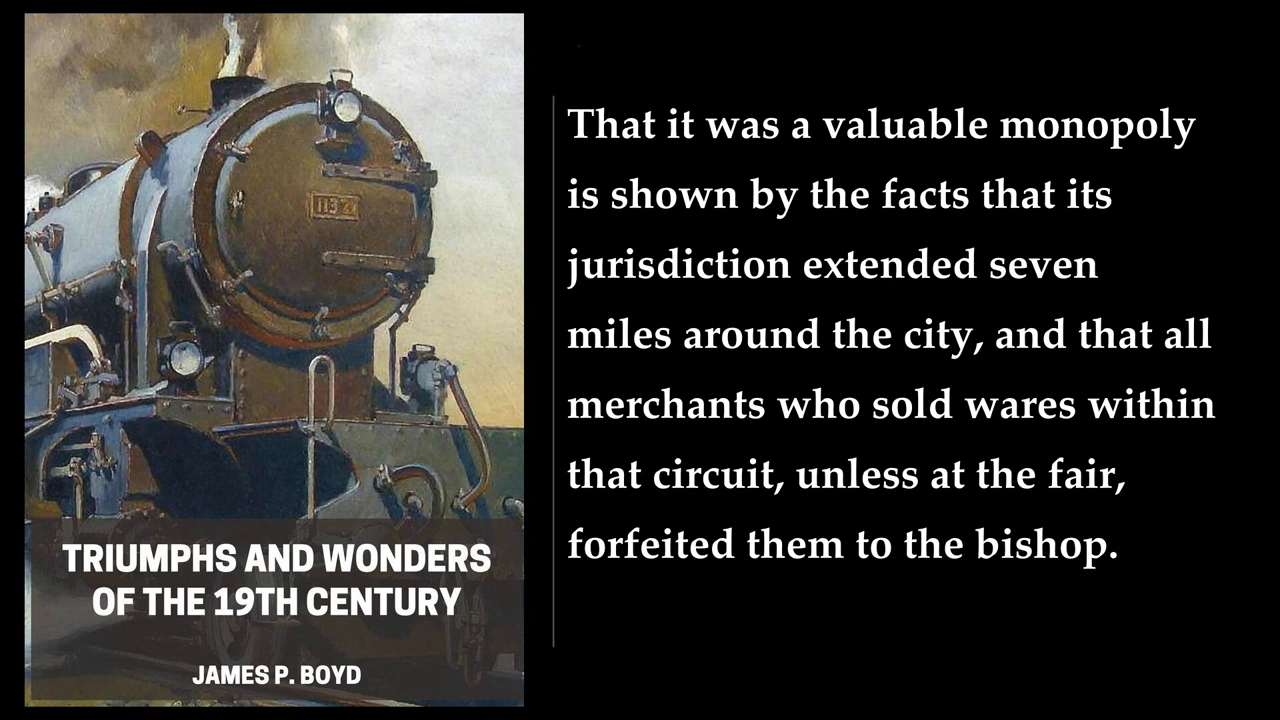 TRIUMPHS AND WONDERS
OF THE 19TH CENTURY
JAMES P. BOYD
That it was a valuable monopoly
is shown by the facts that its
jurisdiction extended seven
miles around the city, and that all
merchants who sold wares within
that circuit, unless at the fair,
forfeited them to the bishop.